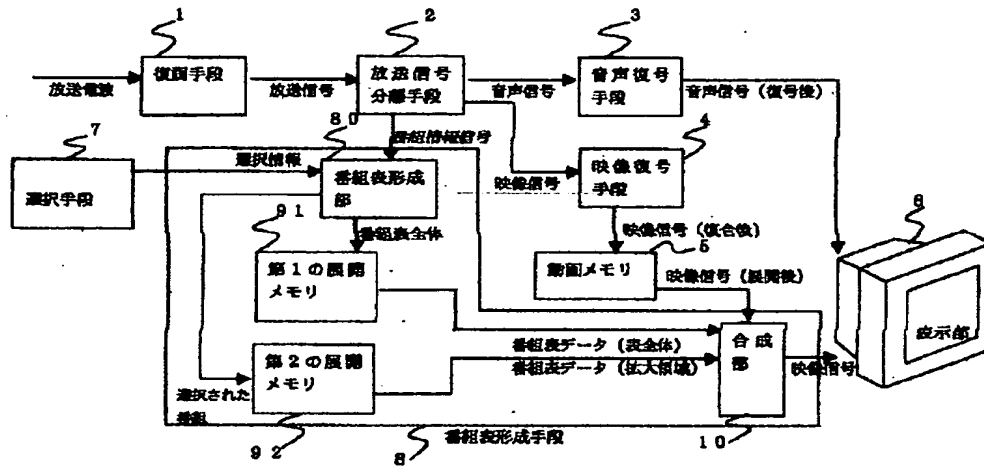 1
2
3
復調手段
放送信号
分離手段
音声復号
手段
放送電波
放送信号
音声信号
音声信号(復号後)
7
80
番組情報信号
4
選択情報
選択手段
番組表形成
部
映像信号
映像復号
手段
91
番組表全体
映像信号(復合後)
5
6
第1の展開
メモリ
動画メモリ
映像信号(展開後)
表示部
番組表データ(表全体)
合成
部
番組表データ(拡大領域)
映像信号
第2の展開
メモリ
選択された
番組
番組表形成手段
92
8
10